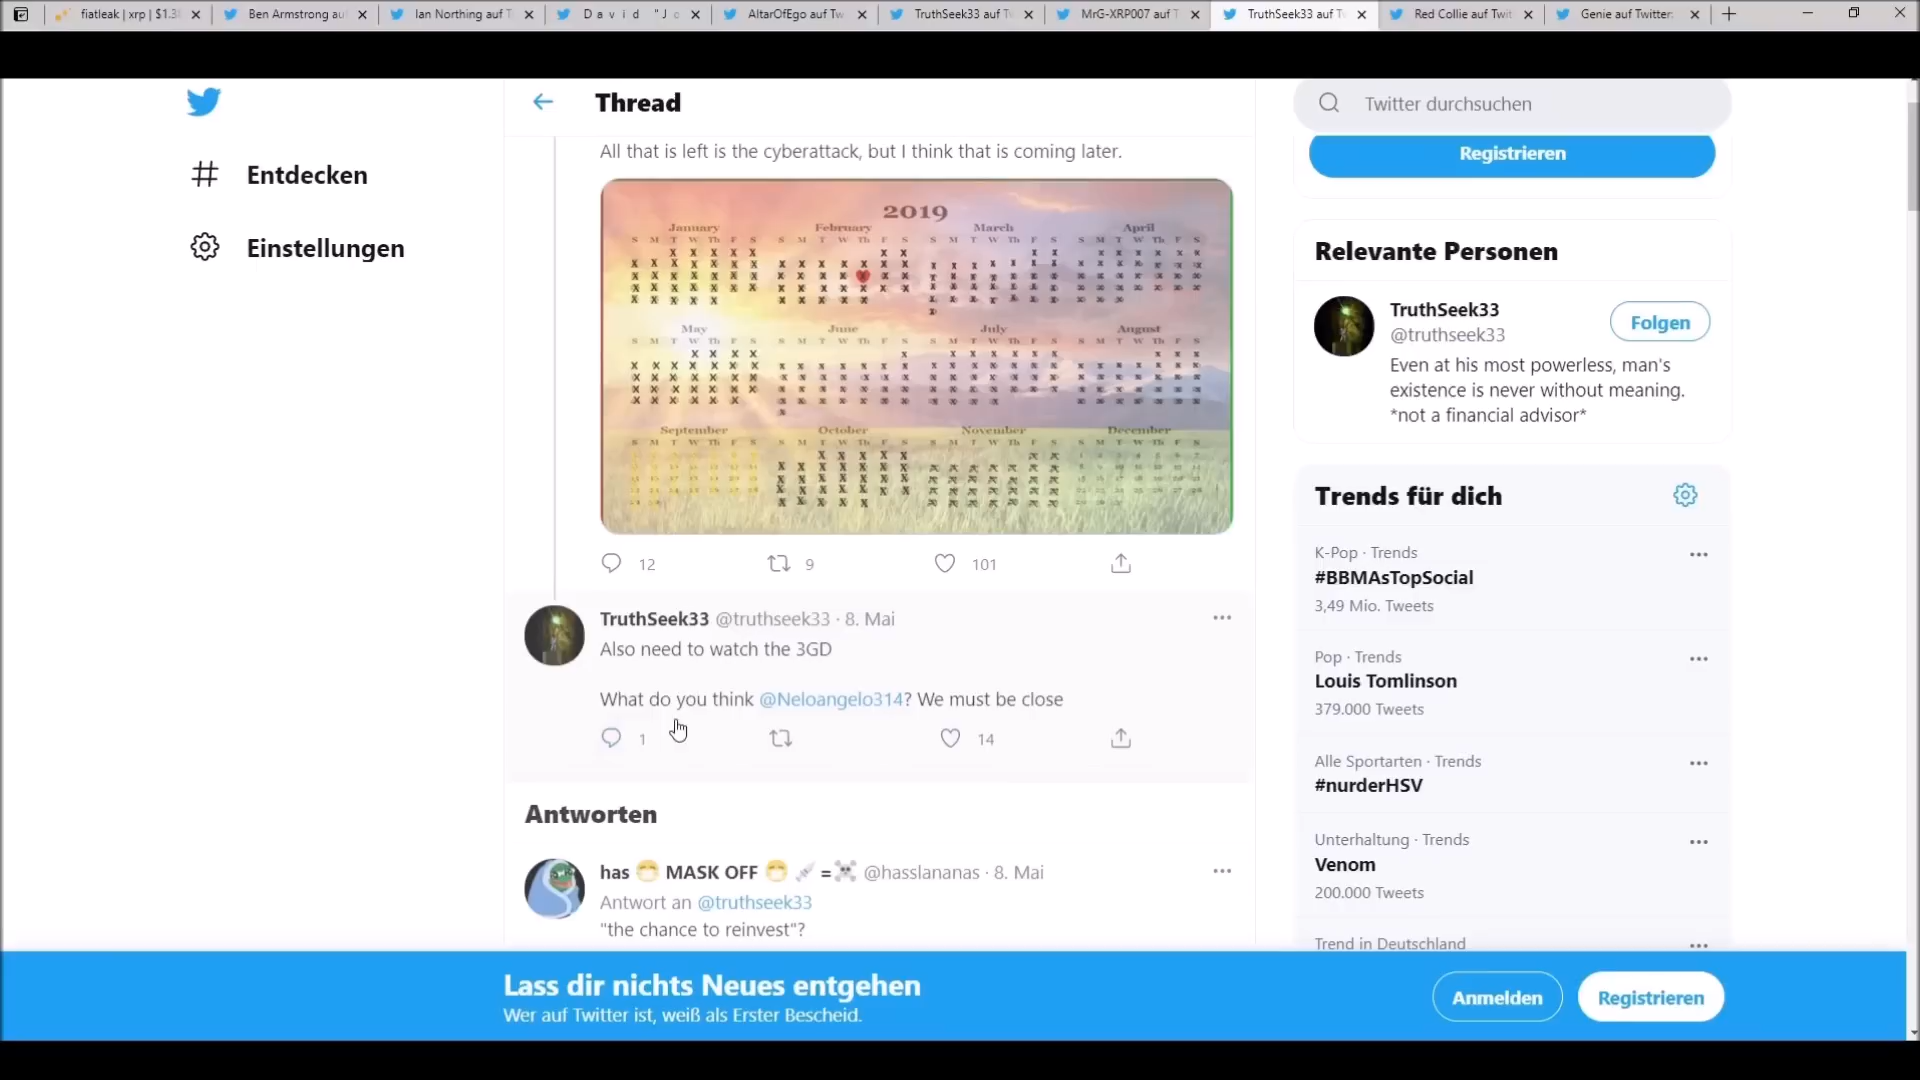 fiatleak | xrp | $1.3
Ben Armstrong auf
Ian Northing auf T
D a v i d "J c
AltarOfEgo auf Tw
TruthSeek33 auf T
MrG-XRP007 auf T
TruthSeek33 auf T
Red Collie auf Twit
Genie auf Twitter:
Thread
Twitter durchsuchen
Entdecken
Einstellungen
All that is left is the cyberattack, but I think that is coming later.
2019
January February March April
May June July August
September October November December
12 9 101
TruthSeek33 @truthseek33 · 8. Mai
Also need to watch the 3GD
What do you think @Neloangelo314? We must be close
1 14
Antworten
has MASK OFF = @hasslananas · 8. Mai
Antwort an @truthseek33
"the chance to reinvest"?
Registrieren
Relevante Personen
TruthSeek33
@truthseek33
Folgen
Even at his most powerless, man's
existence is never without meaning.
*not a financial advisor*
Trends für dich
K-Pop · Trends
#BBMAsTopSocial
3,49 Mio. Tweets
Pop · Trends
Louis Tomlinson
379.000 Tweets
Alle Sportarten · Trends
#nurderHSV
Unterhaltung · Trends
Venom
200.000 Tweets
Trend in Deutschland
Lass dir nichts Neues entgehen
Wer auf Twitter ist, weiß als Erster Bescheid.
Anmelden
Registrieren